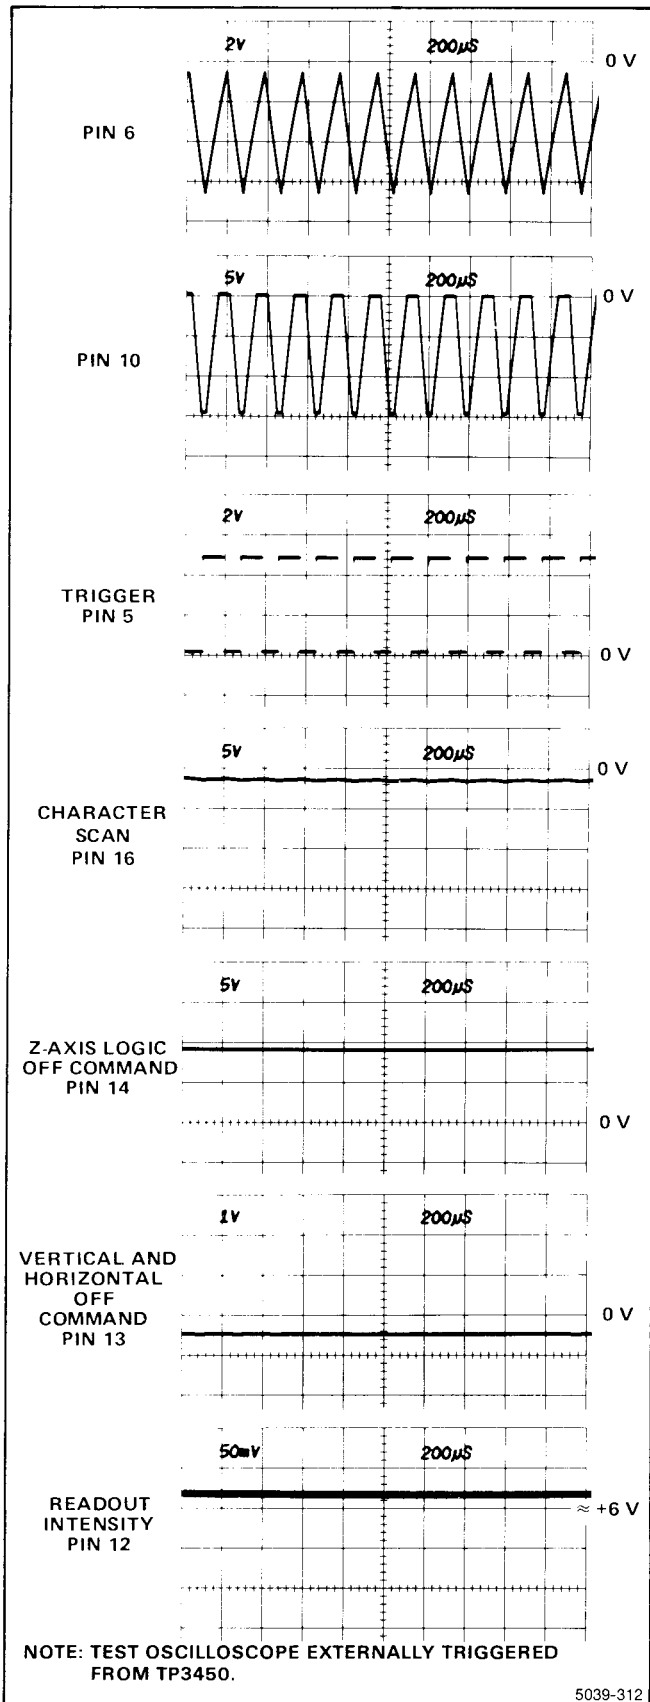 2V 200µS 0 V
PIN 6
5V 200µS 0 V
PIN 10
2V 200µS
TRIGGER
PIN 5
0 V
5V 200µS 0 V
CHARACTER
SCAN
PIN 16
5V 200µS
Z-AXIS LOGIC
OFF COMMAND
PIN 14
0 V
1V 200µS
VERTICAL AND
HORIZONTAL
OFF
COMMAND
PIN 13
0 V
50mV 200µS
READOUT
INTENSITY
PIN 12
≈ +6 V
NOTE: TEST OSCILLOSCOPE EXTERNALLY TRIGGERED
FROM TP3450.
5039-312